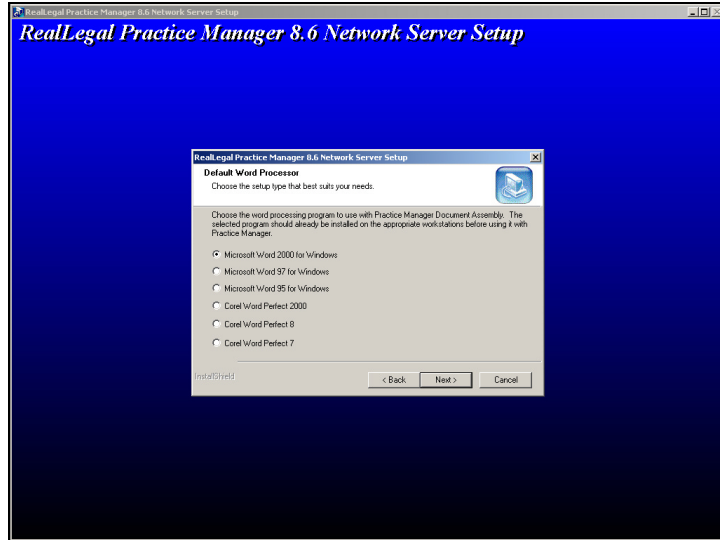 RealLegal Practice Manager 8.6 Network Server Setup
RealLegal Practice Manager 8.6 Network Server Setup
RealLegal Practice Manager 8.6 Network Server Setup
Default Word Processor
Choose the setup type that best suits your needs.
Choose the word processing program to use with Practice Manager Document Assembly. The
selected program should already be installed on the appropriate workstations before using it with
Practice Manager.
Microsoft Word 2000 for Windows
Microsoft Word 97 for Windows
Microsoft Word 95 for Windows
Corel Word Perfect 2000
Corel Word Perfect 8
Corel Word Perfect 7
InstallShield
< Back Next > Cancel